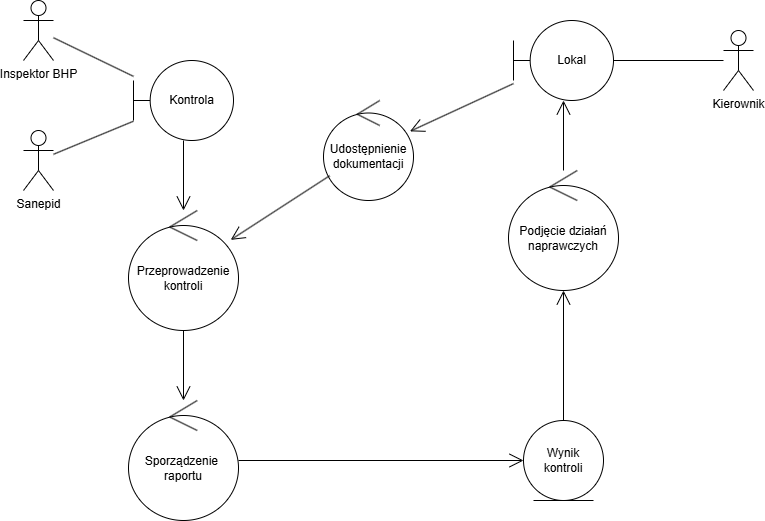 Inspektor BHP
Sanepid
Kontrola
Lokal
Kierownik
Udostępnienie
dokumentacji
Przeprowadzenie
kontroli
Podjęcie działań
naprawczych
Sporządzenie
raportu
Wynik
kontroli